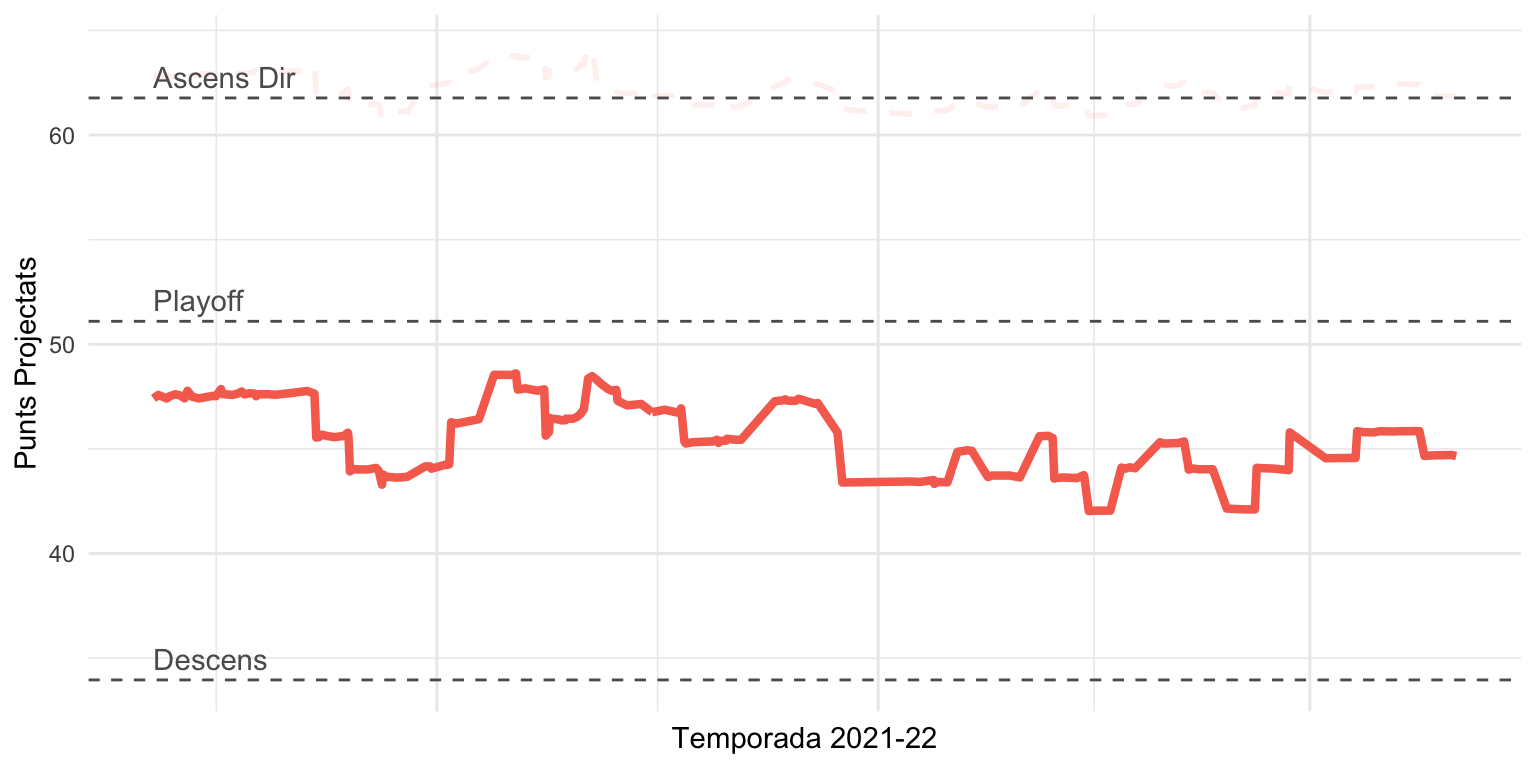 Ascens Dir
60
Playoff
50
Punts Projectats
40
Descens
Temporada 2021-22